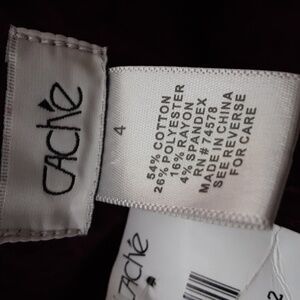 CACHé
4
54% COTTON
26% POLYESTER
16% RAYON
4% SPANDEX
RN # 74578
MADE IN CHINA
SEE REVERSE
FOR CARE
CACHé
2